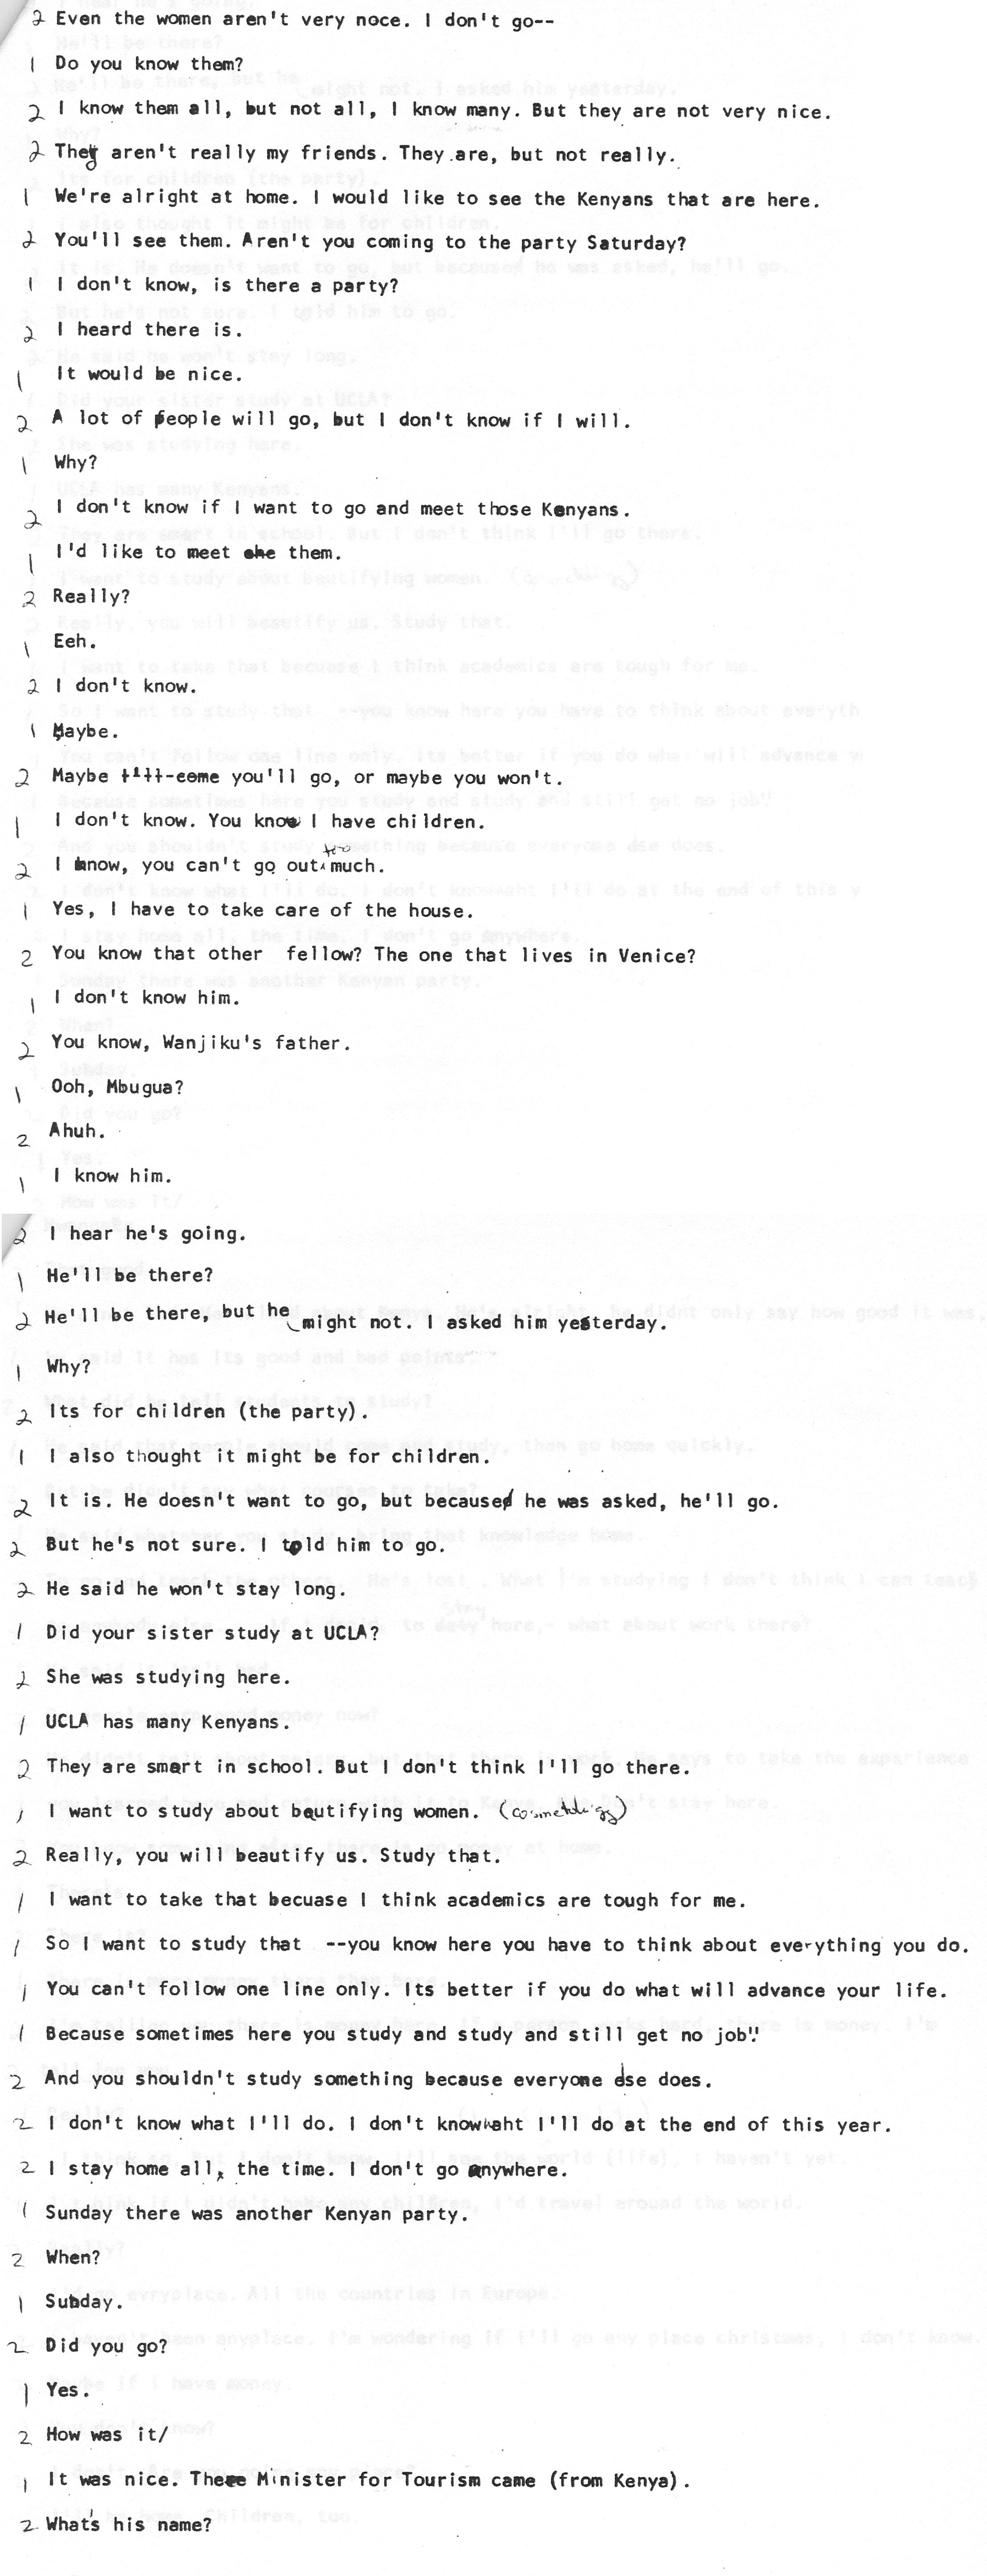 2 Even the women aren't very noce. I don't go--
1 Do you know them?
2 I know them all, but not all, I know many. But they are not very nice.
2 They aren't really my friends. They are, but not really.
1 We're alright at home. I would like to see the Kenyans that are here.
2 You'll see them. Aren't you coming to the party Saturday?
1 I don't know, is there a party?
2 I heard there is.
1 It would be nice.
2 A lot of people will go, but I don't know if I will.
1 Why?
2 I don't know if I want to go and meet those Kenyans.
1 I'd like to meet them.
2 Really?
1 Eeh.
2 I don't know.
1 Maybe.
2 Maybe you'll go, or maybe you won't.
1 I don't know. You know I have children.
2 I know, you can't go out too much.
1 Yes, I have to take care of the house.
2 You know that other fellow? The one that lives in Venice?
1 I don't know him.
2 You know, Wanjiku's father.
1 Ooh, Mbugua?
2 Ahuh.
1 I know him.
2 I hear he's going.
1 He'll be there?
2 He'll be there, but he might not. I asked him yesterday.
1 Why?
2 Its for children (the party).
1 I also thought it might be for children.
2 It is. He doesn't want to go, but because he was asked, he'll go.
2 But he's not sure. I told him to go.
2 He said he won't stay long.
1 Did your sister study at UCLA?
2 She was studying here.
1 UCLA has many Kenyans.
2 They are smart in school. But I don't think I'll go there.
1 I want to study about beutifying women.
2 Really, you will beautify us. Study that.
1 I want to take that becuase I think academics are tough for me.
1 So I want to study that --you know here you have to think about everything you do.
1 You can't follow one line only. Its better if you do what will advance your life.
1 Because sometimes here you study and study and still get no job".
2 And you shouldn't study something because everyone else does.
2 I don't know what I'll do. I don't know waht I'll do at the end of this year.
2 I stay home all, the time. I don't go anywhere.
1 Sunday there was another Kenyan party.
2 When?
1 Sunday.
2 Did you go?
1 Yes.
2 How was it/
1 It was nice. The Minister for Tourism came (from Kenya).
2 What's his name?